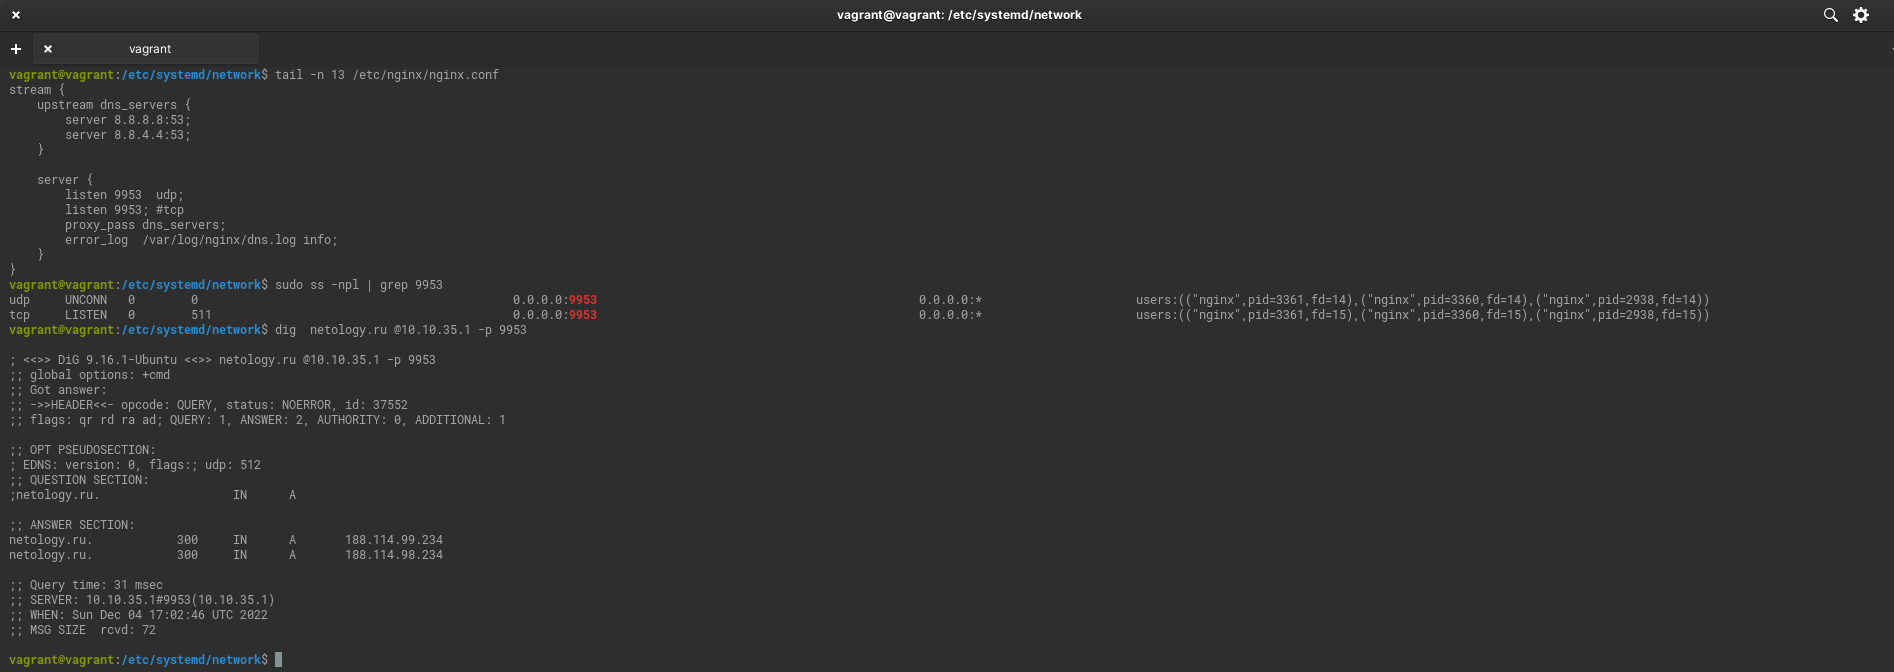 vagrant@vagrant: /etc/systemd/network
vagrant
vagrant@vagrant:/etc/systemd/network$ tail -n 13 /etc/nginx/nginx.conf
stream {
    upstream dns_servers {
        server 8.8.8.8:53;
        server 8.8.4.4:53;
    }
    server {
        listen 9953  udp;
        listen 9953; #tcp
        proxy_pass dns_servers;
        error_log  /var/log/nginx/dns.log info;
    }
}
vagrant@vagrant:/etc/systemd/network$ sudo ss -npl | grep 9953
udp     UNCONN   0        0        0.0.0.0:9953        0.0.0.0:*        users:(("nginx",pid=3361,fd=14),("nginx",pid=3360,fd=14),("nginx",pid=2938,fd=14))
tcp     LISTEN   0        511        0.0.0.0:9953        0.0.0.0:*        users:(("nginx",pid=3361,fd=15),("nginx",pid=3360,fd=15),("nginx",pid=2938,fd=15))
vagrant@vagrant:/etc/systemd/network$ dig  netology.ru @10.10.35.1 -p 9953
; <<>> DiG 9.16.1-Ubuntu <<>> netology.ru @10.10.35.1 -p 9953
;; global options: +cmd
;; Got answer:
;; ->>HEADER<<- opcode: QUERY, status: NOERROR, id: 37552
;; flags: qr rd ra ad; QUERY: 1, ANSWER: 2, AUTHORITY: 0, ADDITIONAL: 1
;; OPT PSEUDOSECTION:
; EDNS: version: 0, flags:; udp: 512
;; QUESTION SECTION:
;netology.ru.                   IN      A
;; ANSWER SECTION:
netology.ru.            300     IN      A       188.114.99.234
netology.ru.            300     IN      A       188.114.98.234
;; Query time: 31 msec
;; SERVER: 10.10.35.1#9953(10.10.35.1)
;; WHEN: Sun Dec 04 17:02:46 UTC 2022
;; MSG SIZE  rcvd: 72
vagrant@vagrant:/etc/systemd/network$